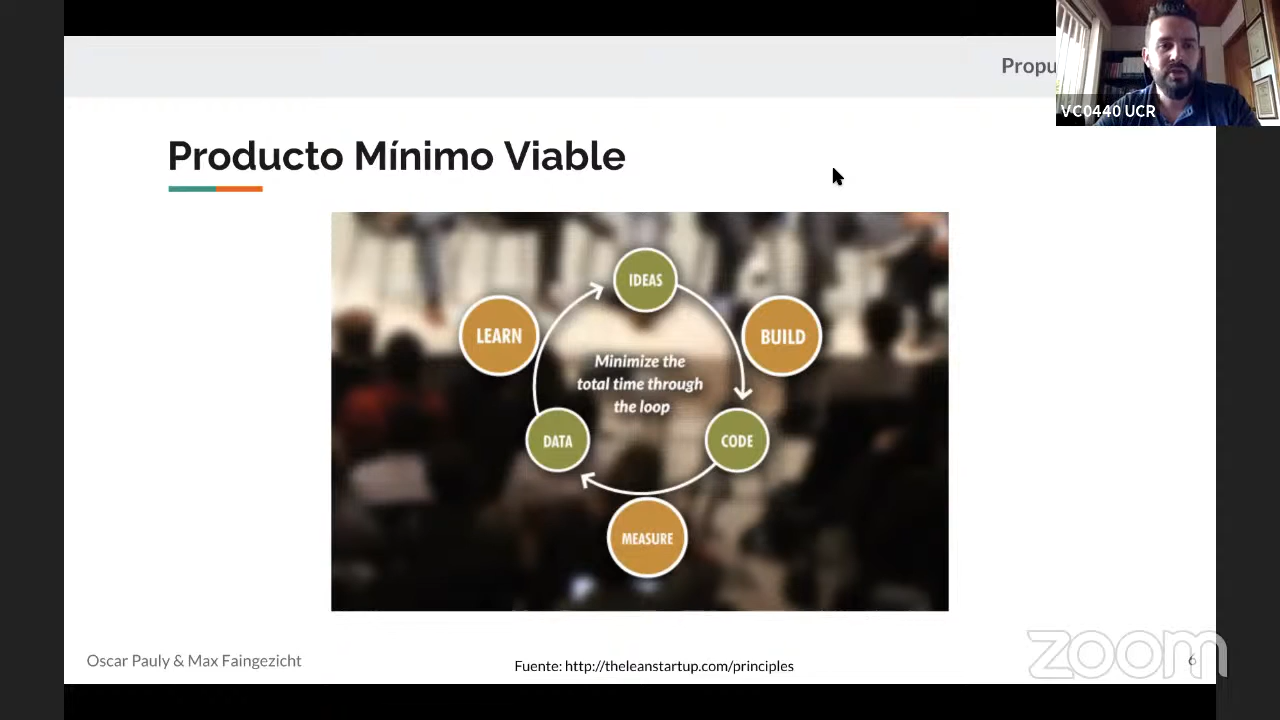 Propu
VC0440 UCR
Producto Mínimo Viable
IDEAS
LEARN
BUILD
Minimize the
total time through
the loop
DATA
CODE
MEASURE
Oscar Pauly & Max Faingezicht
Fuente: http://theleanstartup.com/principles
zoom
6